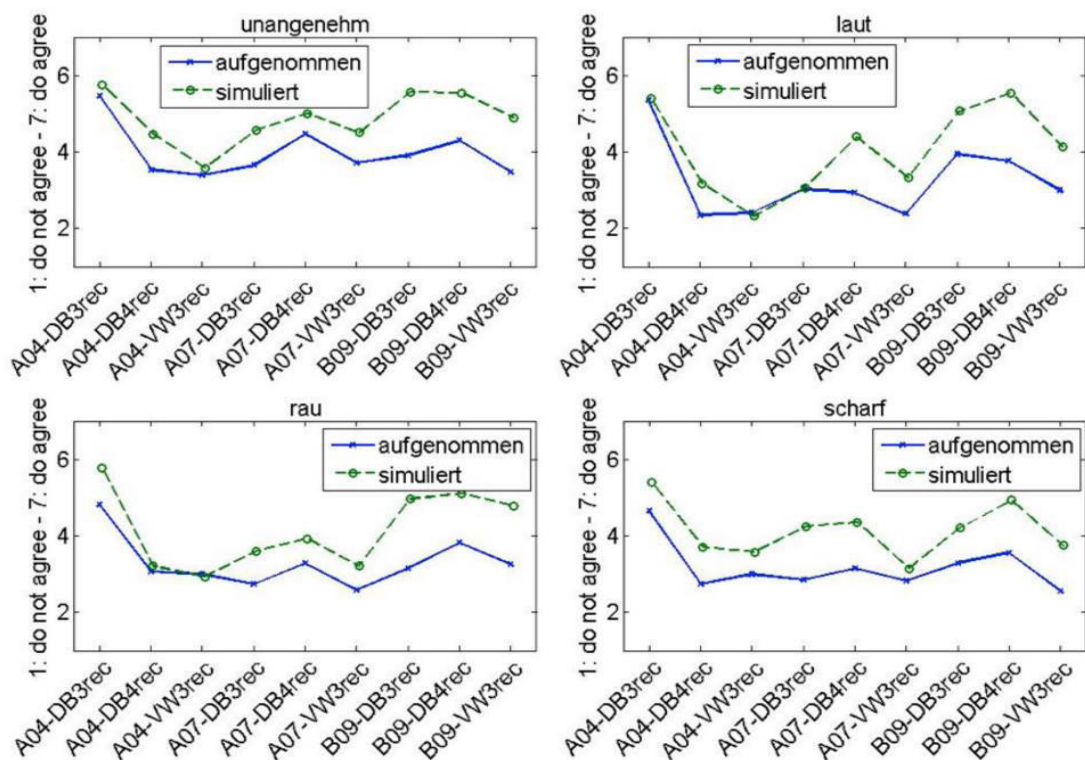 unangenehm
1: do not agree - 7: do agree
6
4
2
aufgenommen
simuliert
A04-DB3rec
A04-DB4rec
A04-VW3rec
A07-DB3rec
A07-DB4rec
A07-VW3rec
B09-DB3rec
B09-DB4rec
B09-VW3rec
laut
1: do not agree - 7: do agree
6
4
2
aufgenommen
simuliert
A04-DB3rec
A04-DB4rec
A04-VW3rec
A07-DB3rec
A07-DB4rec
A07-VW3rec
B09-DB3rec
B09-DB4rec
B09-VW3rec
rau
1: do not agree - 7: do agree
6
4
2
aufgenommen
simuliert
A04-DB3rec
A04-DB4rec
A04-VW3rec
A07-DB3rec
A07-DB4rec
A07-VW3rec
B09-DB3rec
B09-DB4rec
B09-VW3rec
scharf
1: do not agree - 7: do agree
6
4
2
aufgenommen
simuliert
A04-DB3rec
A04-DB4rec
A04-VW3rec
A07-DB3rec
A07-DB4rec
A07-VW3rec
B09-DB3rec
B09-DB4rec
B09-VW3rec